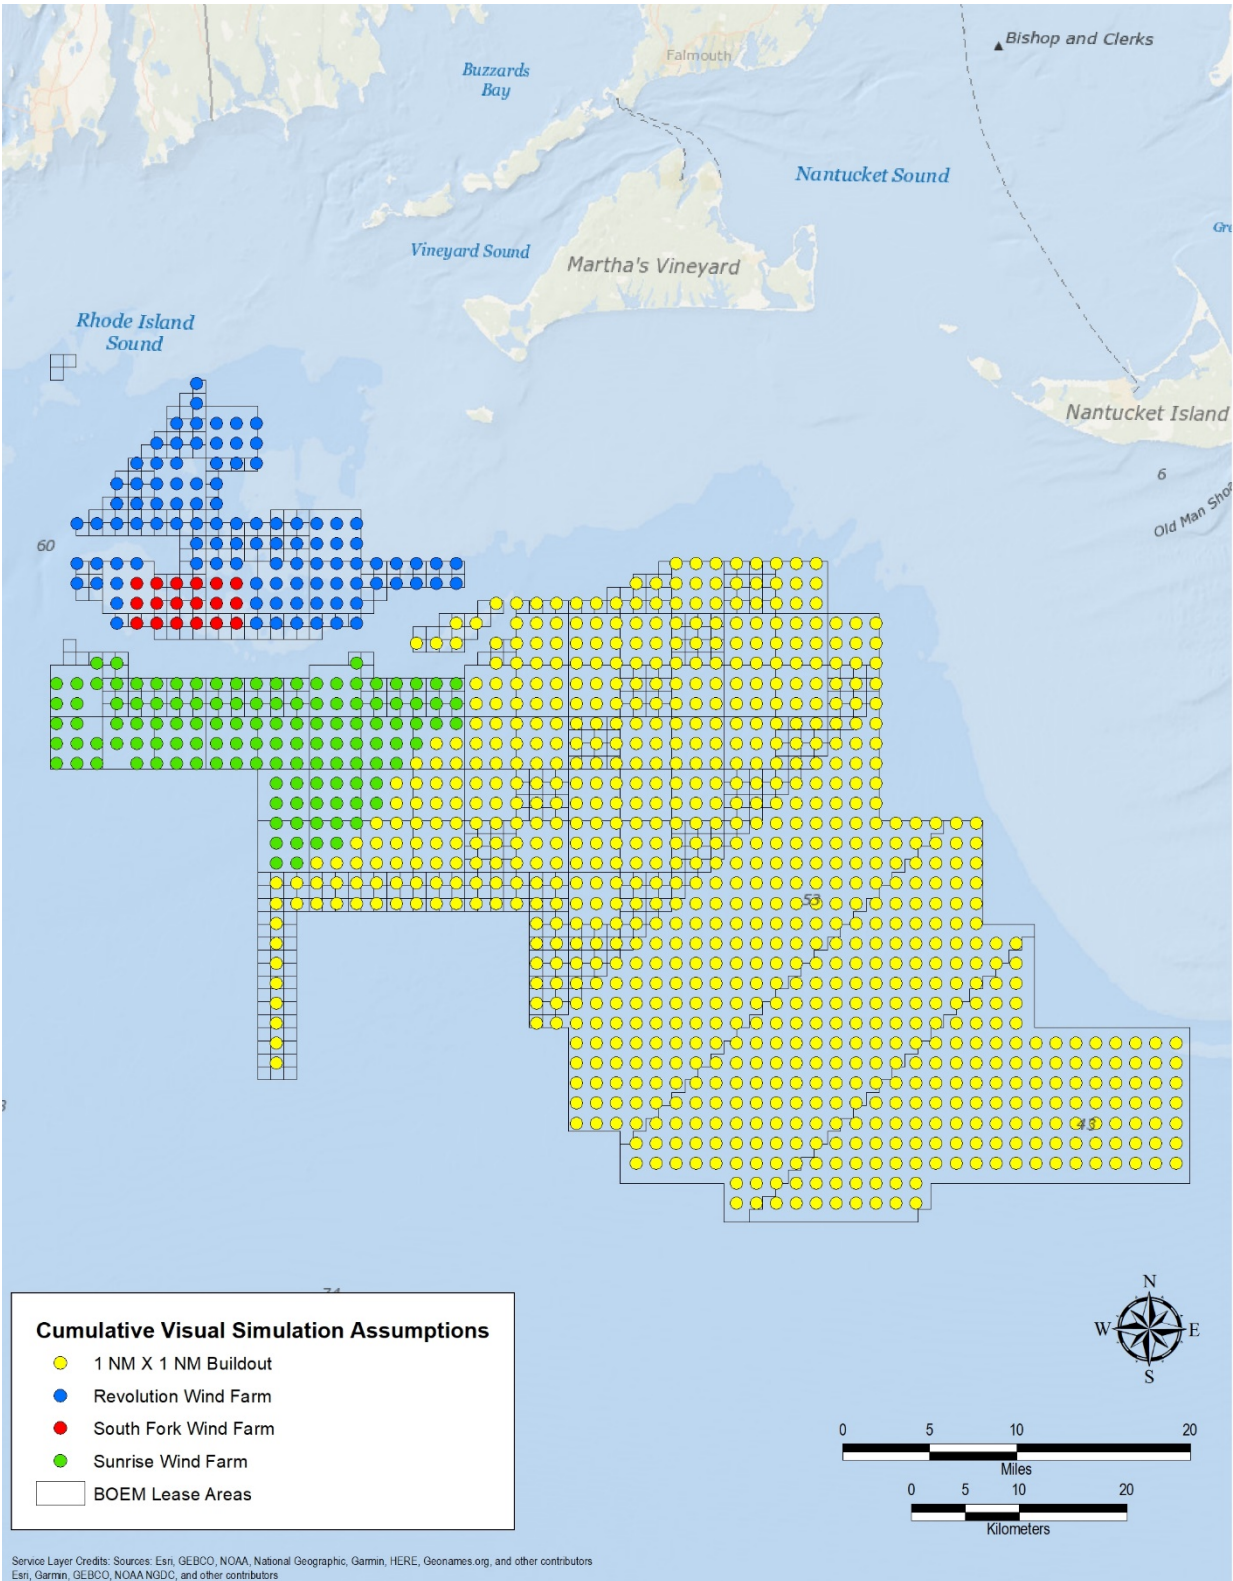 Bishop and Clerks
Falmouth
Buzzards
Bay
Nantucket Sound
Vineyard Sound
Martha's Vineyard
Rhode Island
Sound
Nantucket Island
6
60
53
43
N
W
E
S
Cumulative Visual Simulation Assumptions
1 NM X 1 NM Buildout
Revolution Wind Farm
South Fork Wind Farm
Sunrise Wind Farm
BOEM Lease Areas
0 5 10 20
Miles
0 5 10 20
Kilometers
Service Layer Credits: Sources: Esri, GEBCO, NOAA, National Geographic, Garmin, HERE, Geonames.org, and other contributors
Esri, Garmin, GEBCO, NOAA NGDC, and other contributors